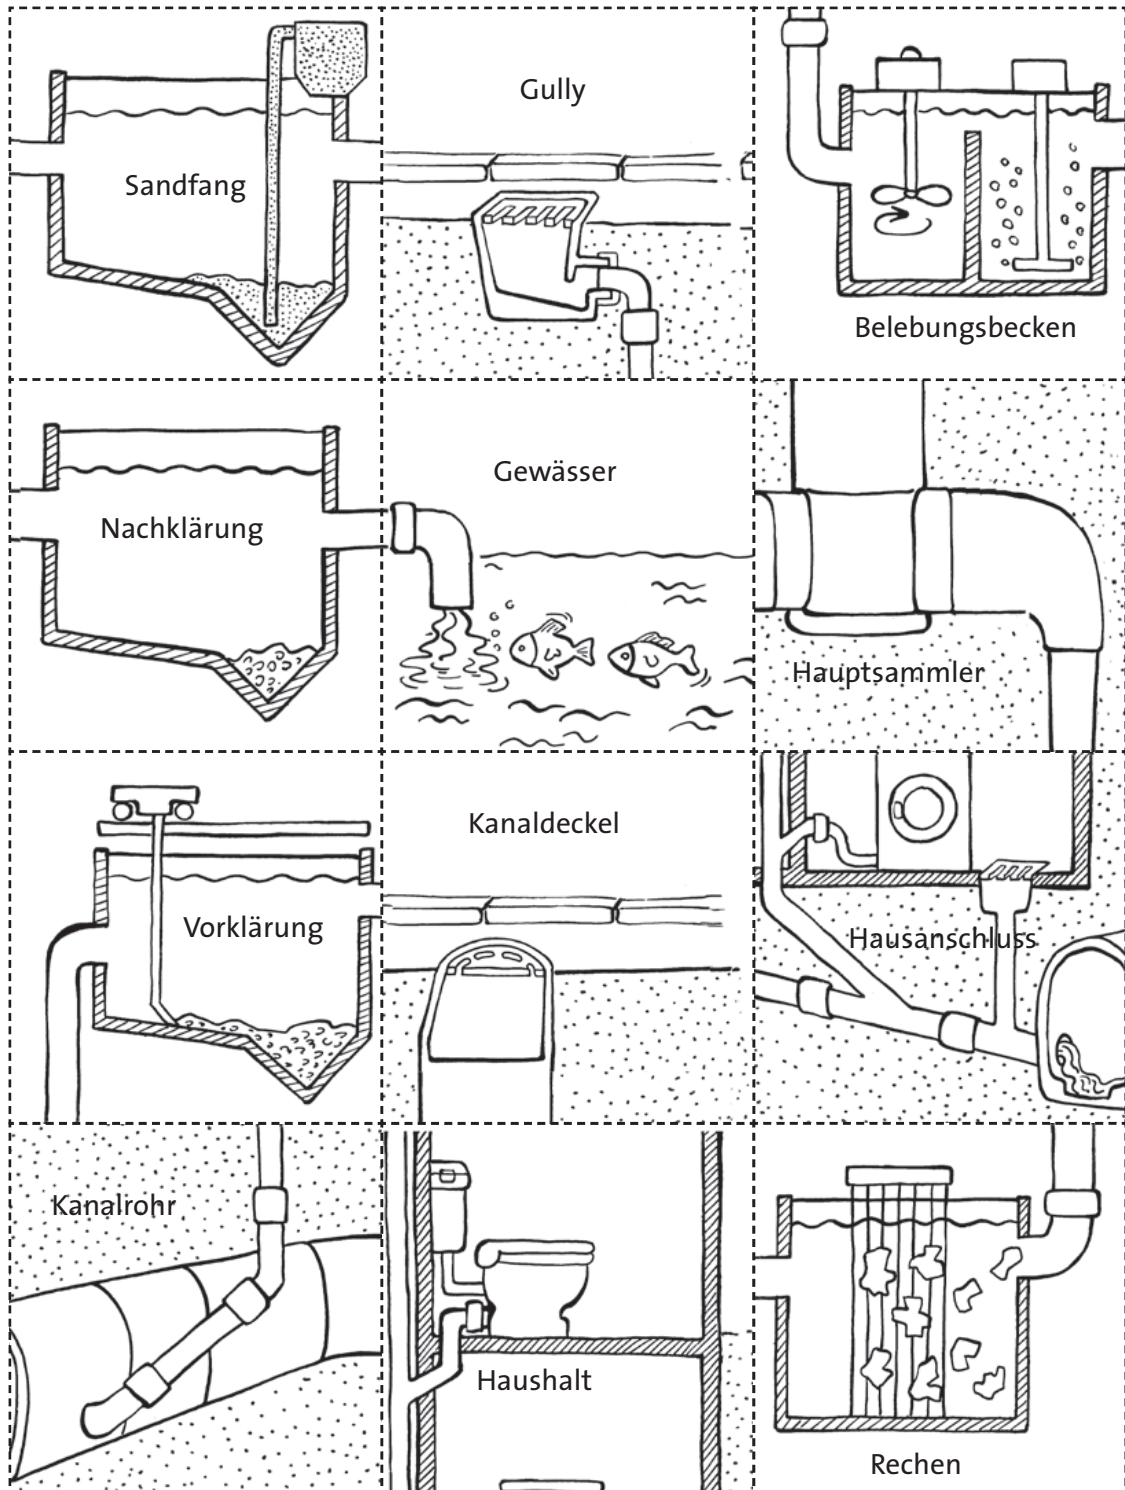 Sandfang
Gully
Belebungsbecken
Nachklärung
Gewässer
Hauptsammler
Vorklärung
Kanaldeckel
Hausanschluss
Kanalrohr
Haushalt
Rechen